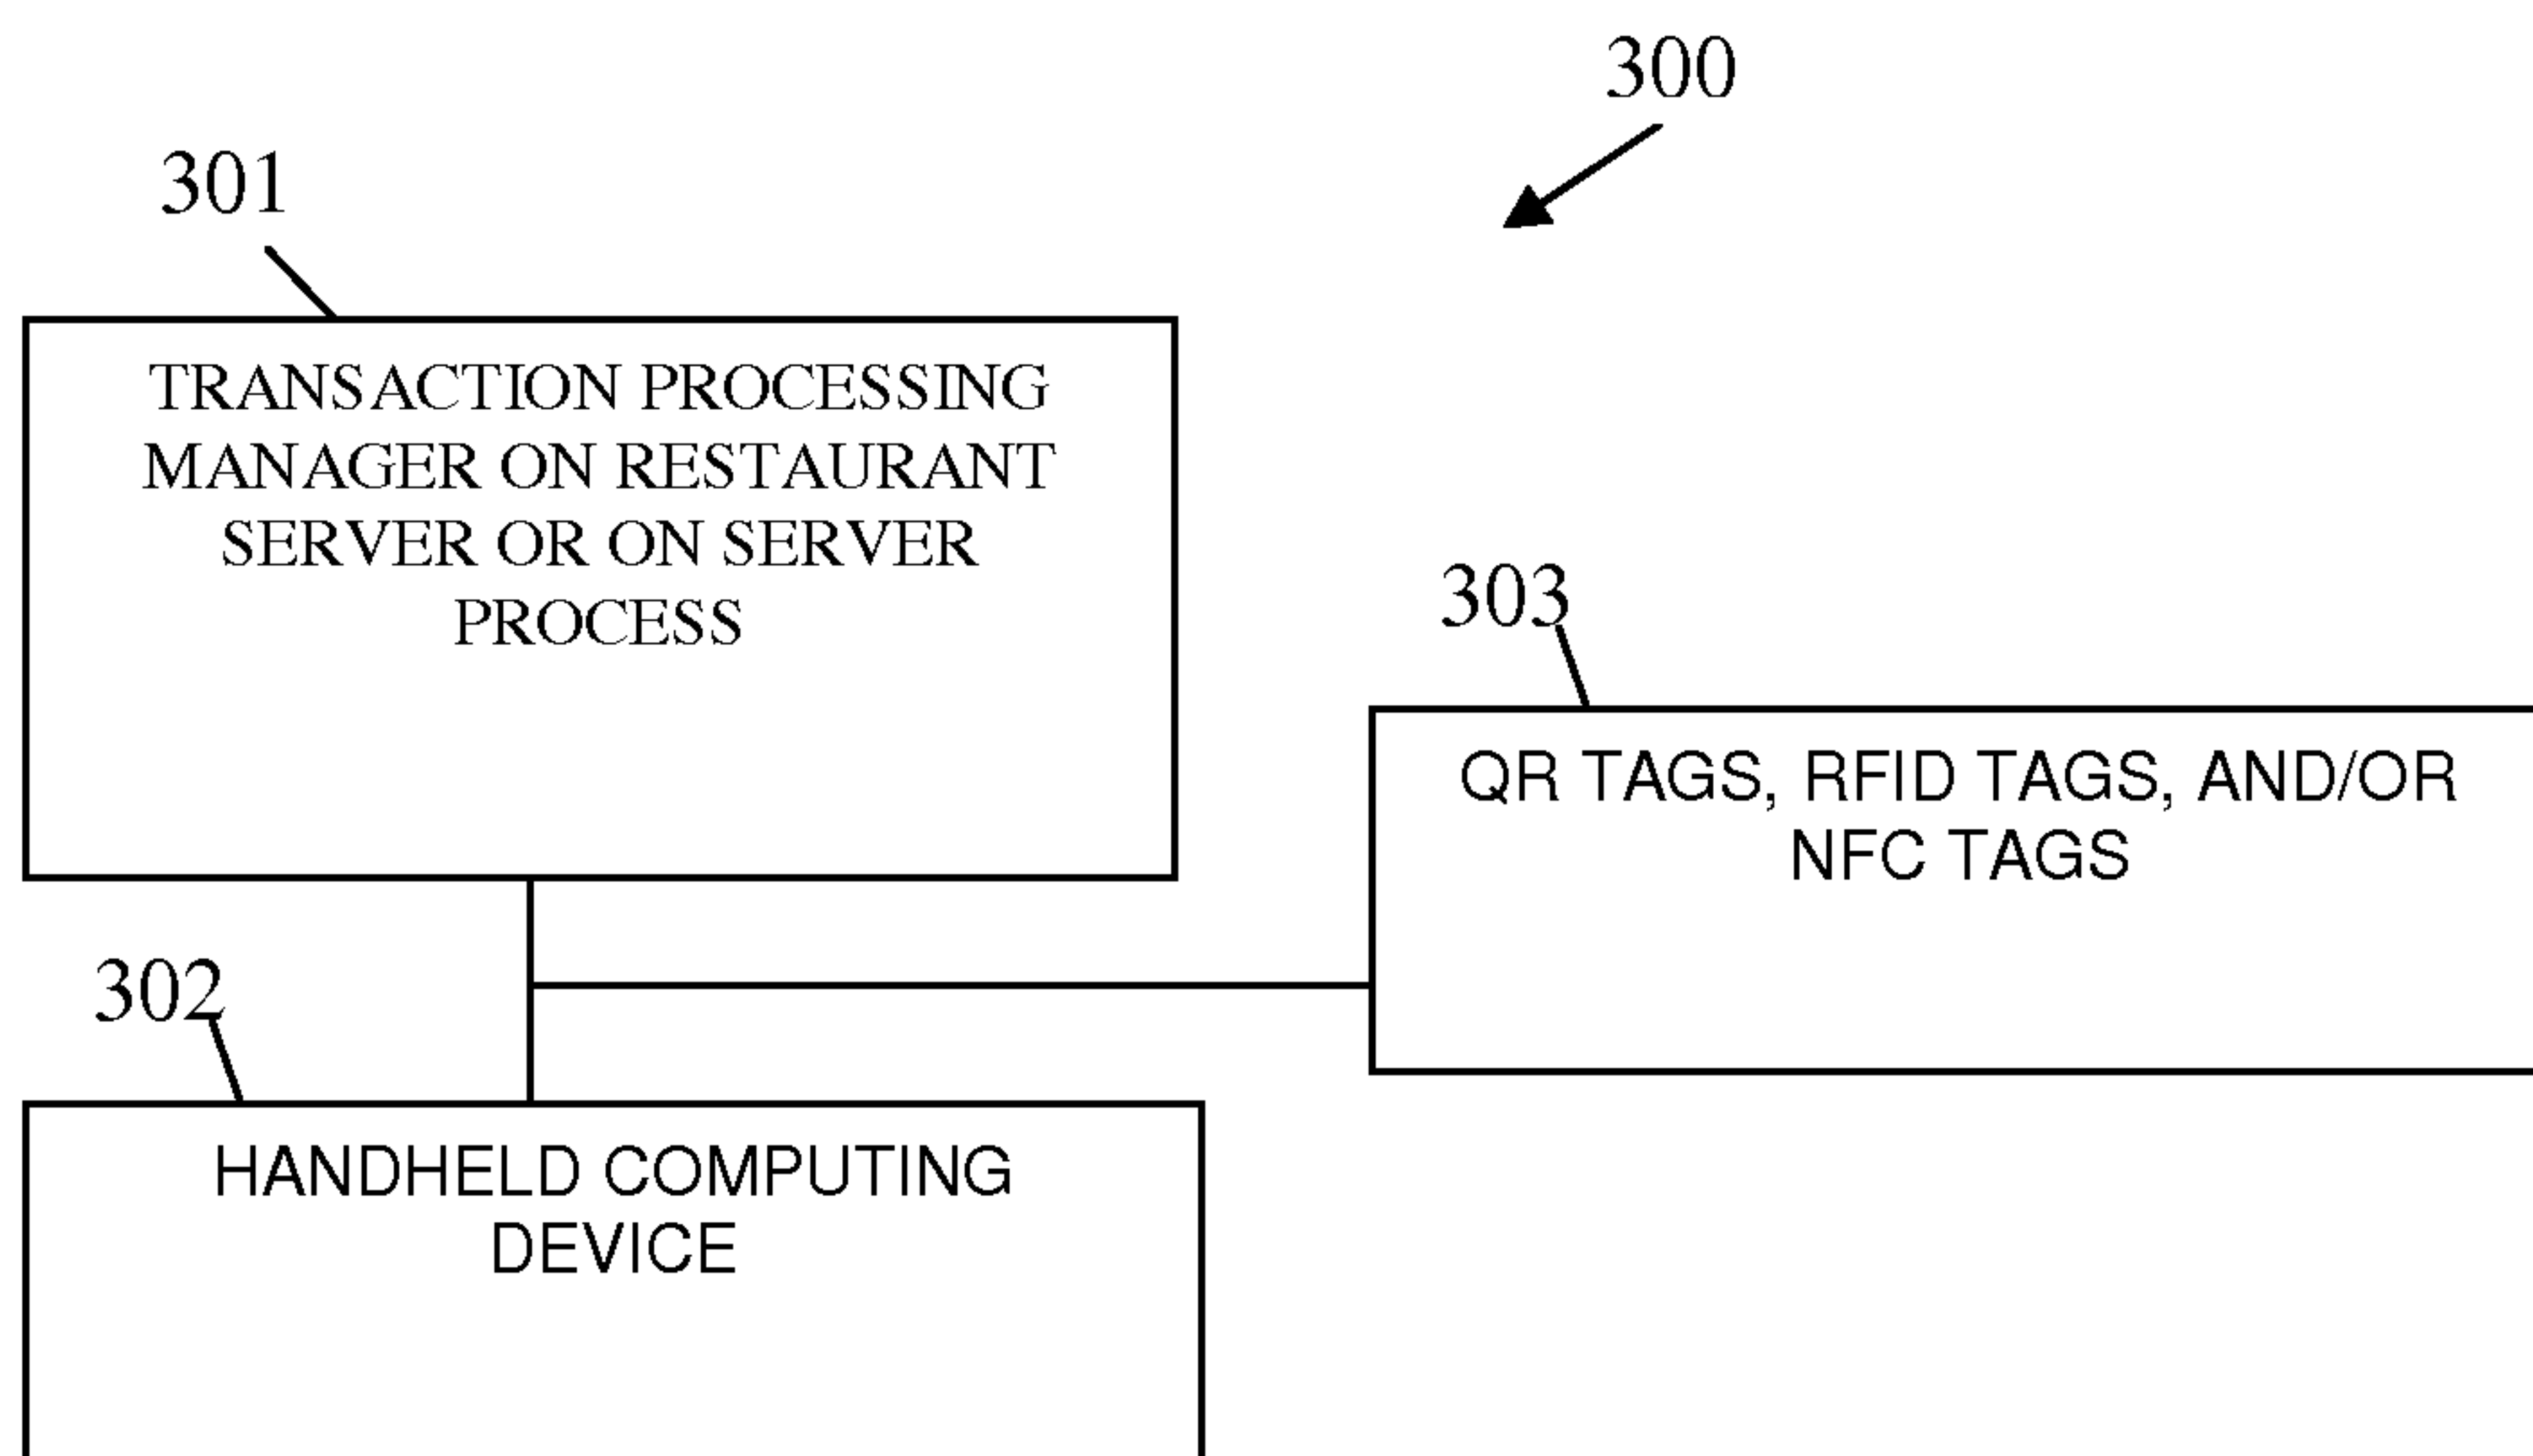 300
301
TRANSACTION PROCESSING
MANAGER ON RESTAURANT
SERVER OR ON SERVER
PROCESS
303
QR TAGS, RFID TAGS, AND/OR
NFC TAGS
302
HANDHELD COMPUTING
DEVICE